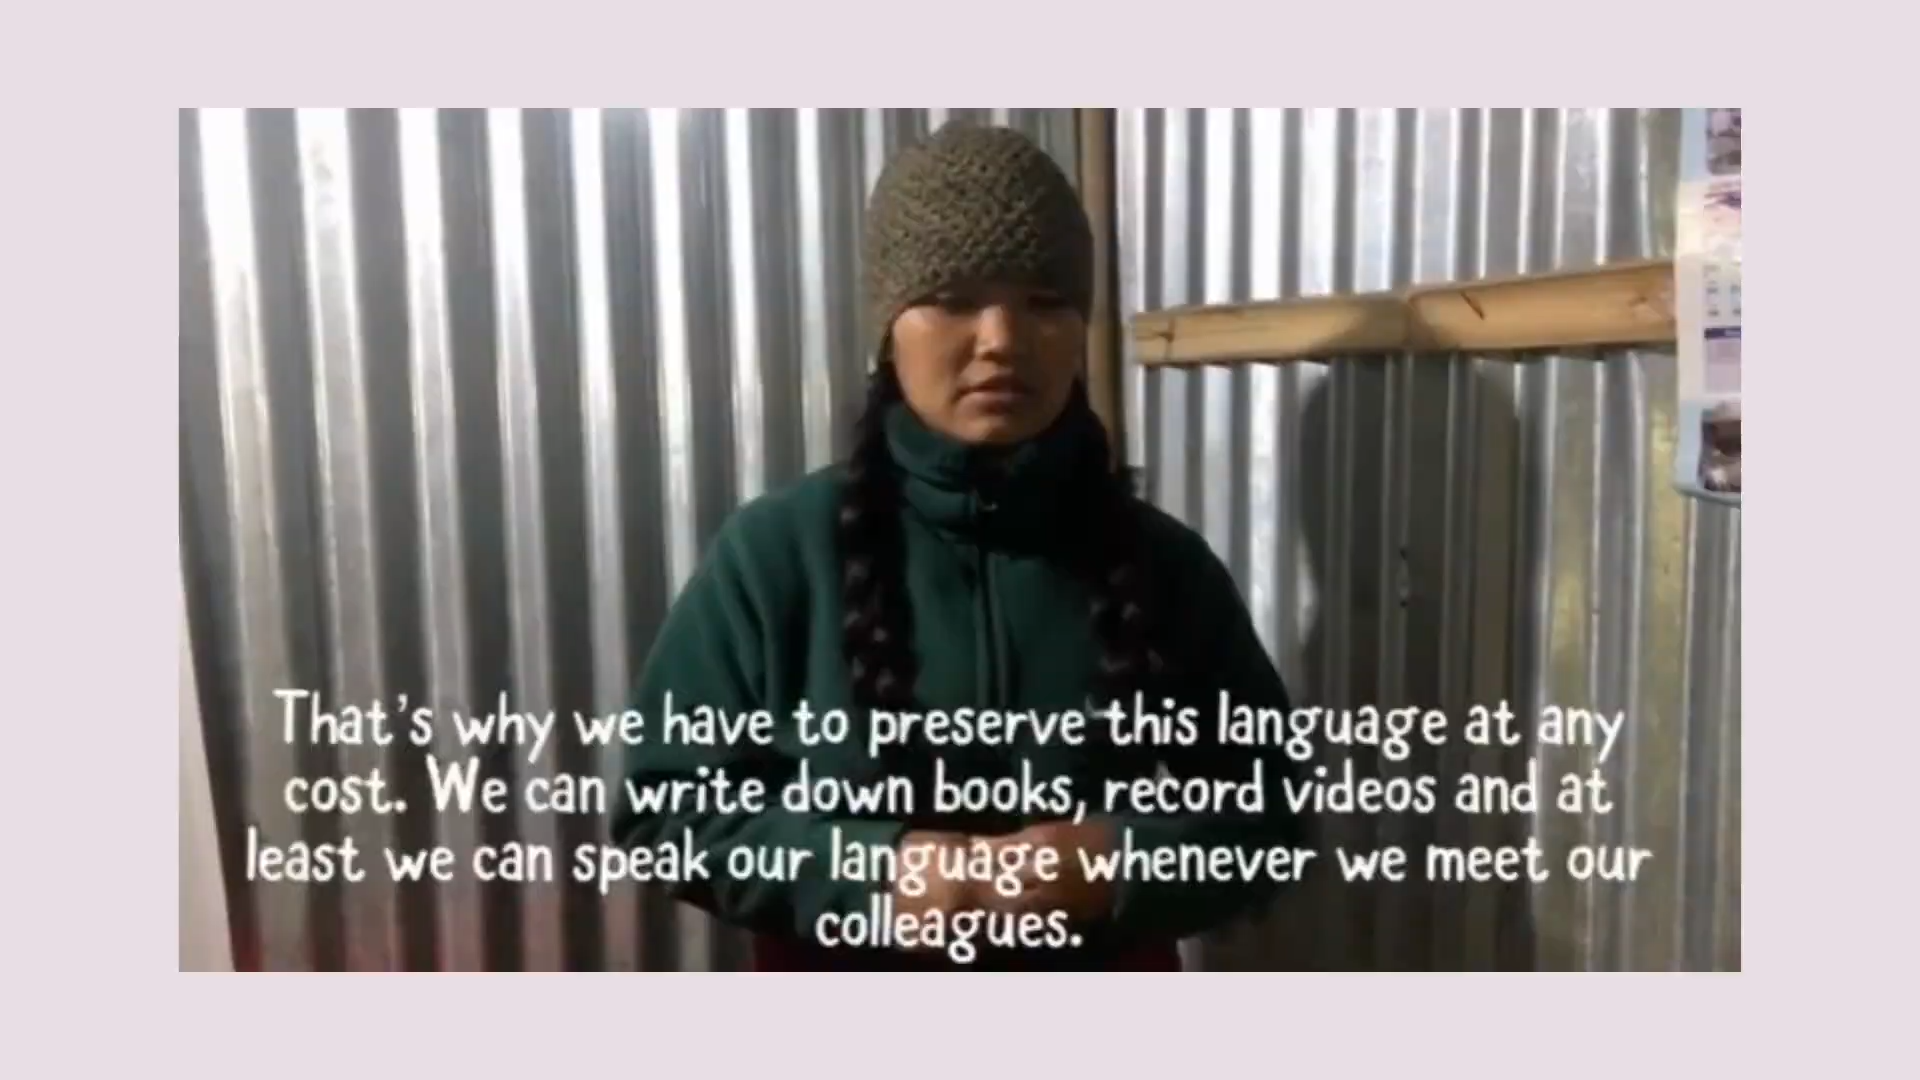 That's why we have to preserve this language at any
cost. We can write down books, record videos and at
least we can speak our language whenever we meet our
colleagues.